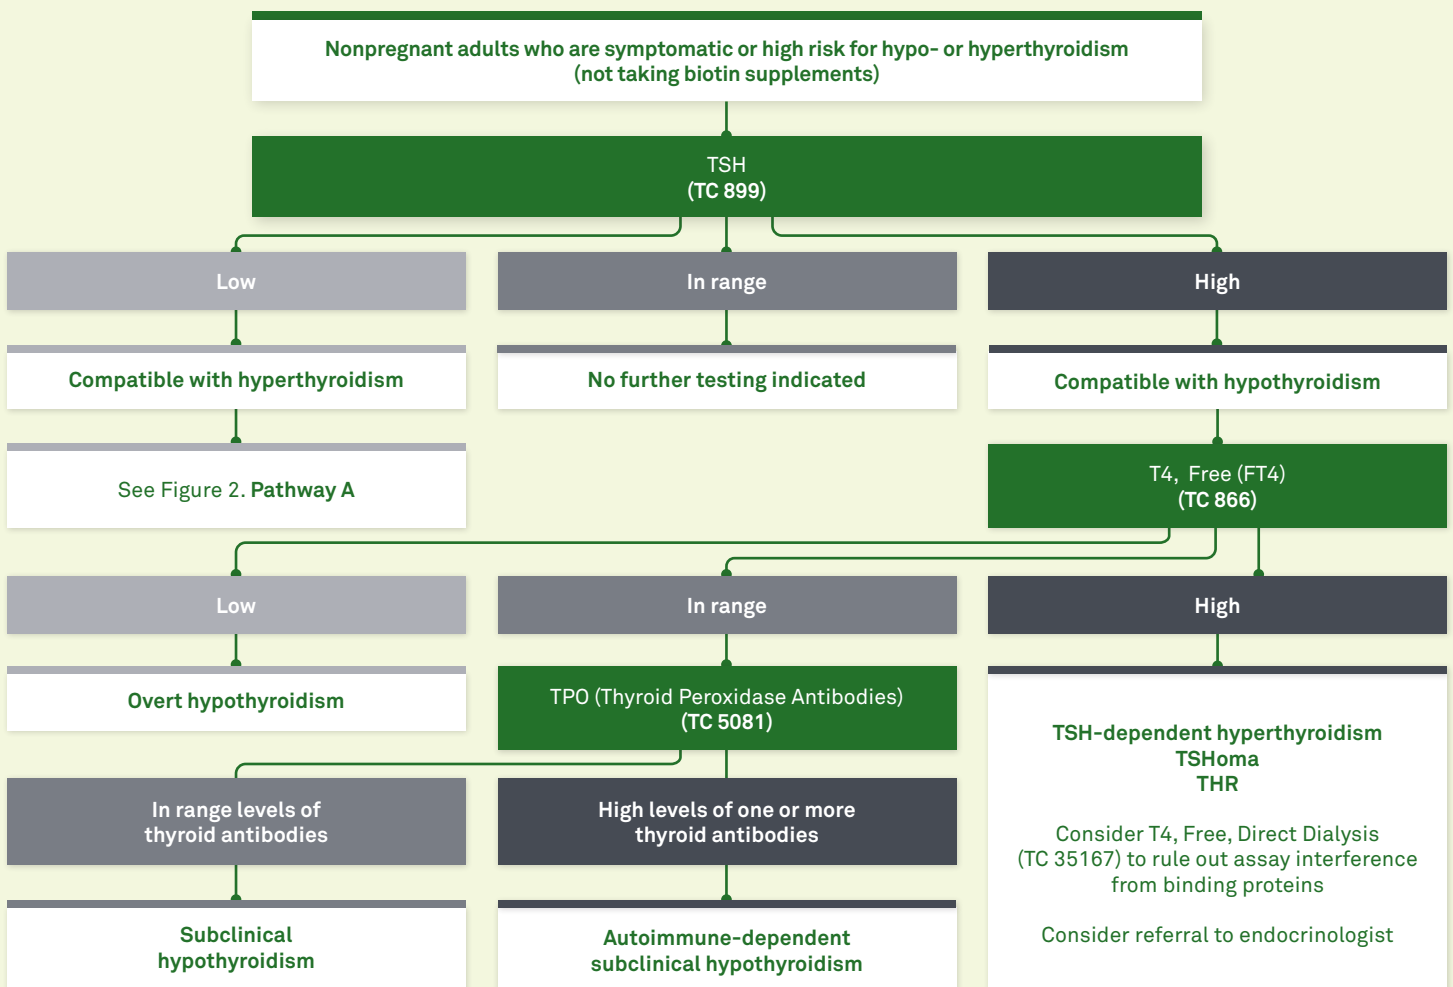 Nonpregnant adults who are symptomatic or high risk for hypo- or hyperthyroidism
(not taking biotin supplements)
TSH
(TC 899)
Low
In range
High
Compatible with hyperthyroidism
No further testing indicated
Compatible with hypothyroidism
See Figure 2. Pathway A
T4, Free (FT4)
(TC 866)
Low
In range
High
Overt hypothyroidism
TPO (Thyroid Peroxidase Antibodies)
(TC 5081)
TSH-dependent hyperthyroidism
TSHoma
THR
Consider T4, Free, Direct Dialysis
(TC 35167) to rule out assay interference
from binding proteins
Consider referral to endocrinologist
In range levels of
thyroid antibodies
High levels of one or more
thyroid antibodies
Subclinical
hypothyroidism
Autoimmune-dependent
subclinical hypothyroidism